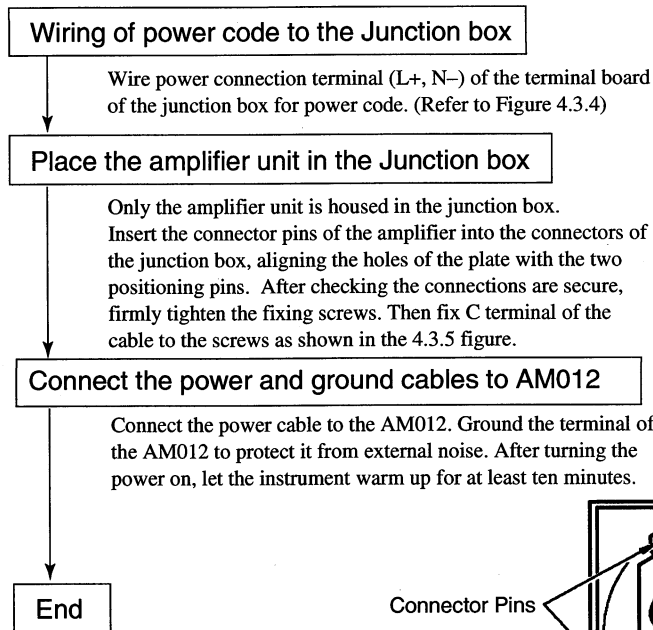 Wiring of power code to the Junction box
Wire power connection terminal (L+, N–) of the terminal board
of the junction box for power code. (Refer to Figure 4.3.4)
Place the amplifier unit in the Junction box
Only the amplifier unit is housed in the junction box.
Insert the connector pins of the amplifier into the connectors of
the junction box, aligning the holes of the plate with the two
positioning pins. After checking the connections are secure,
firmly tighten the fixing screws. Then fix C terminal of the
cable to the screws as shown in the 4.3.5 figure.
Connect the power and ground cables to AM012
Connect the power cable to the AM012. Ground the terminal of
the AM012 to protect it from external noise. After turning the
power on, let the instrument warm up for at least ten minutes.
Connector Pins
End